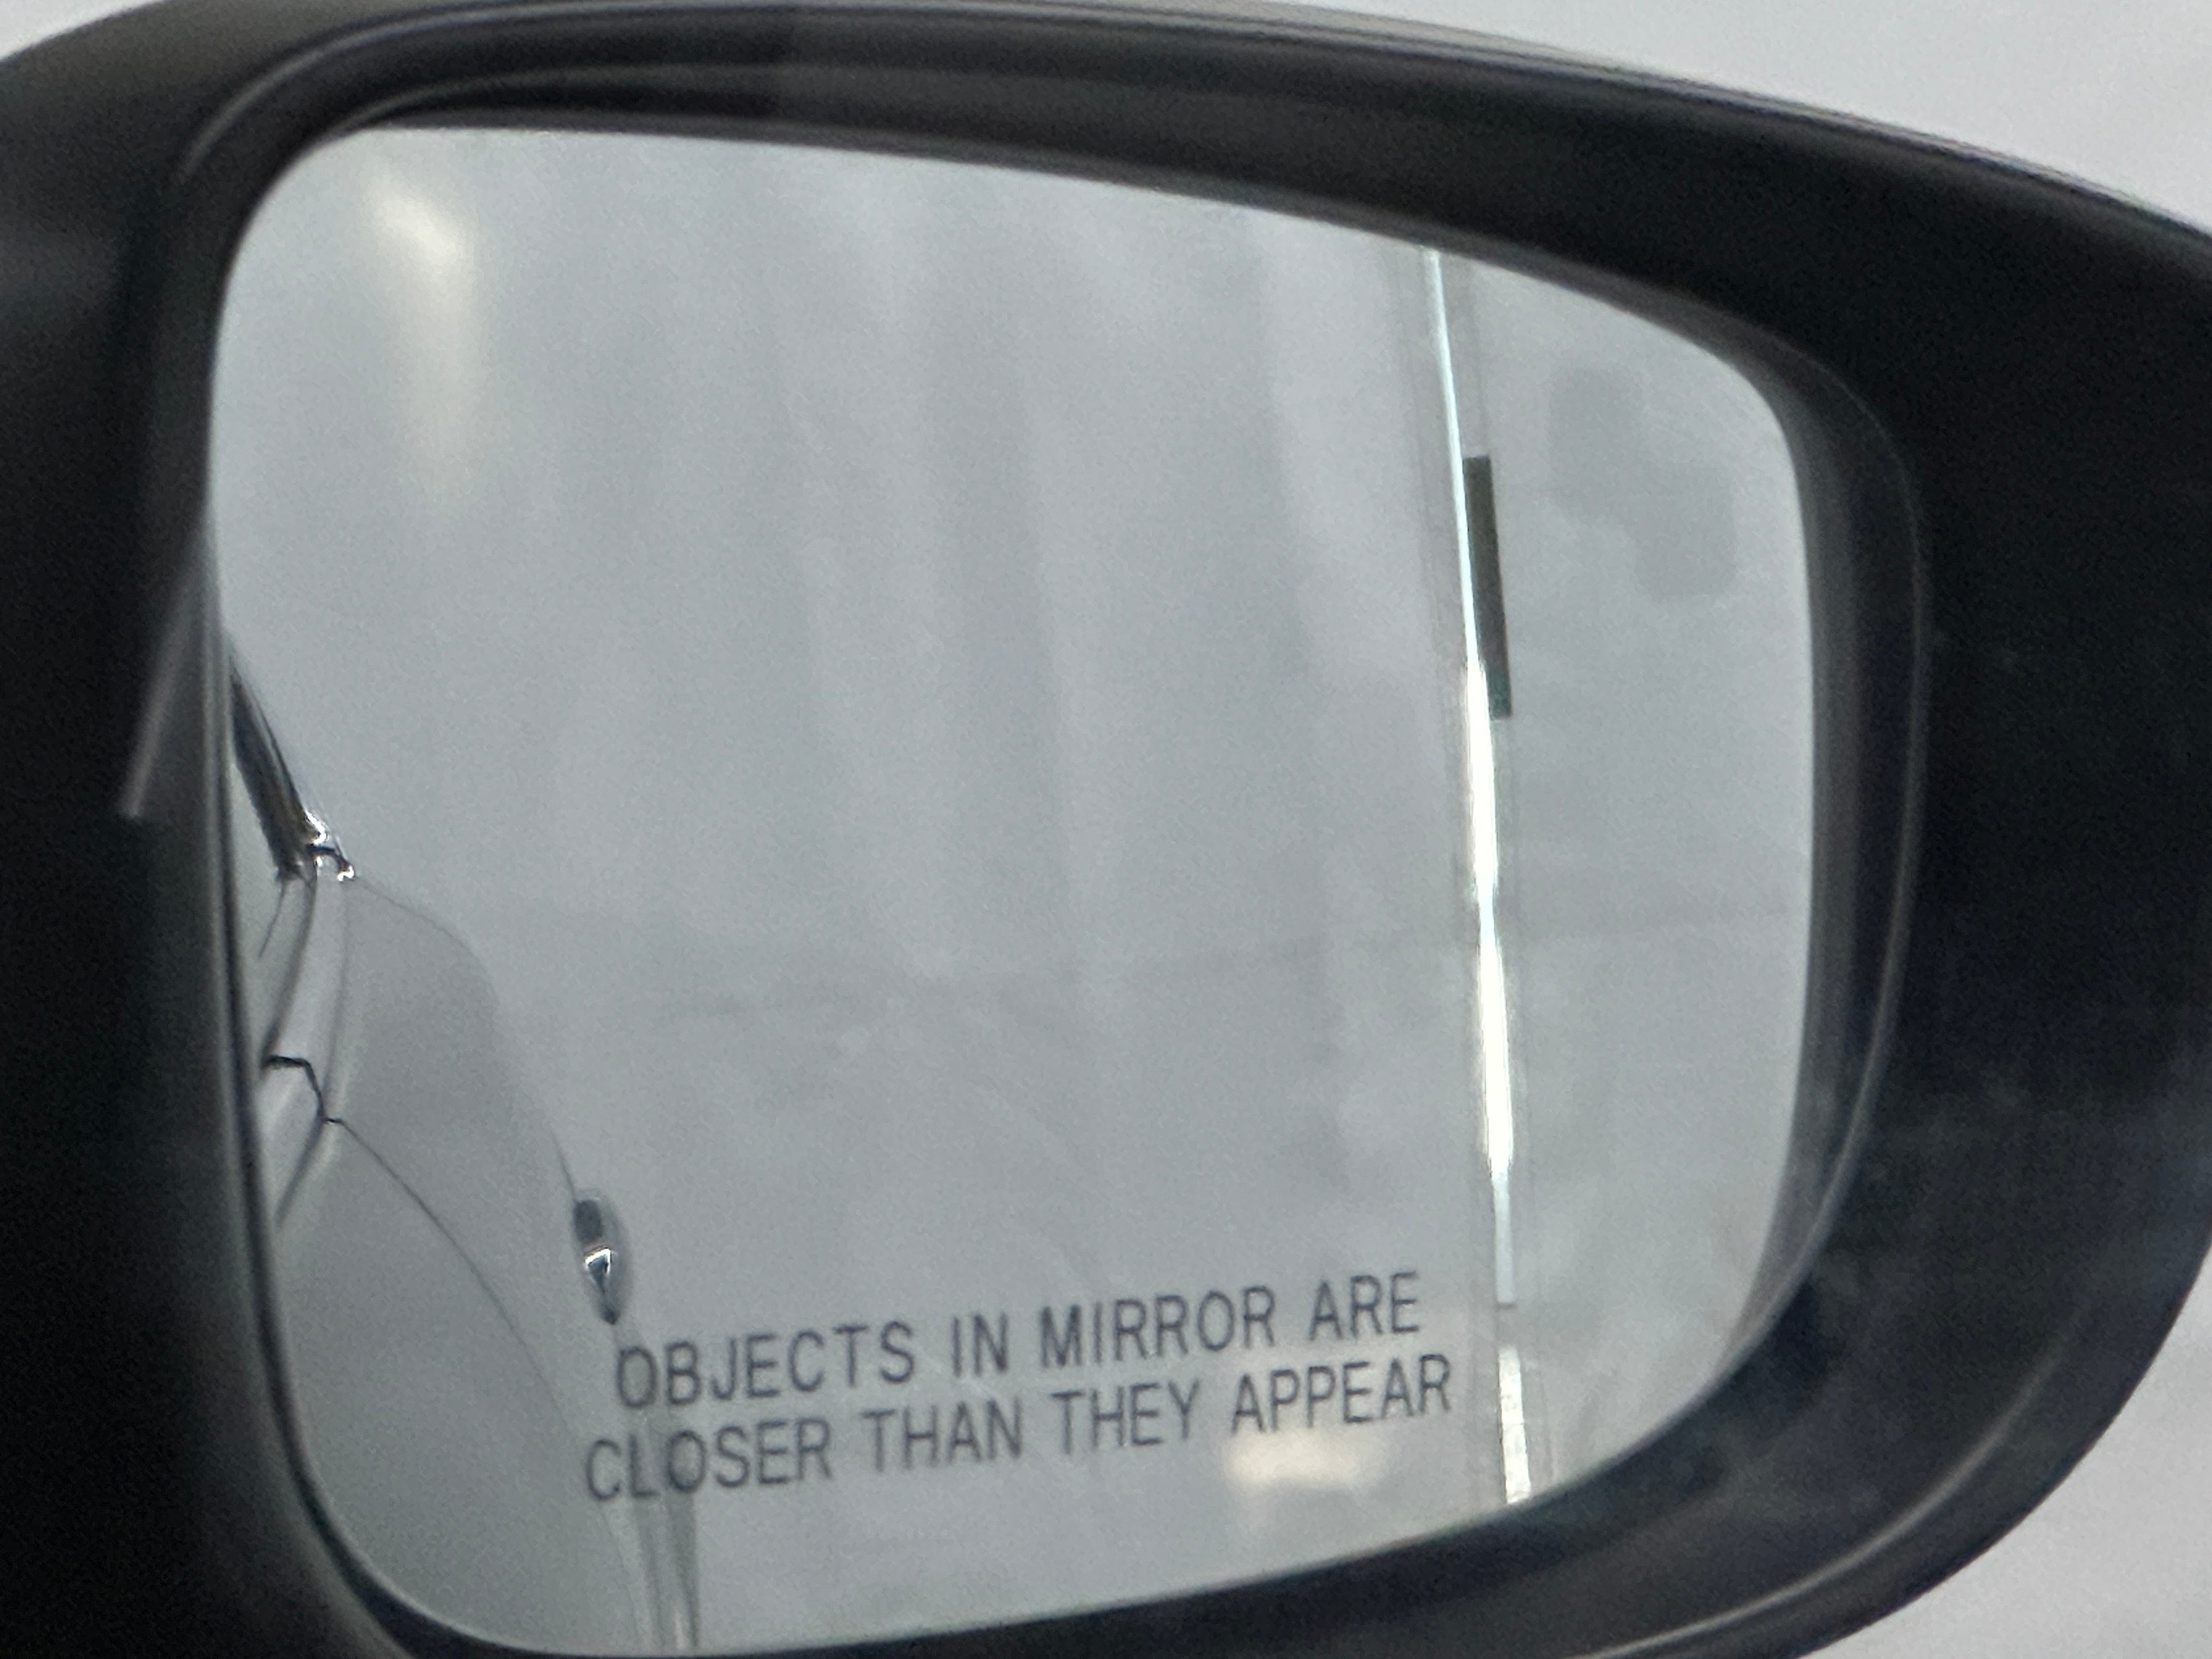 OBJECTS IN MIRROR ARE
CLOSER THAN THEY APPEAR